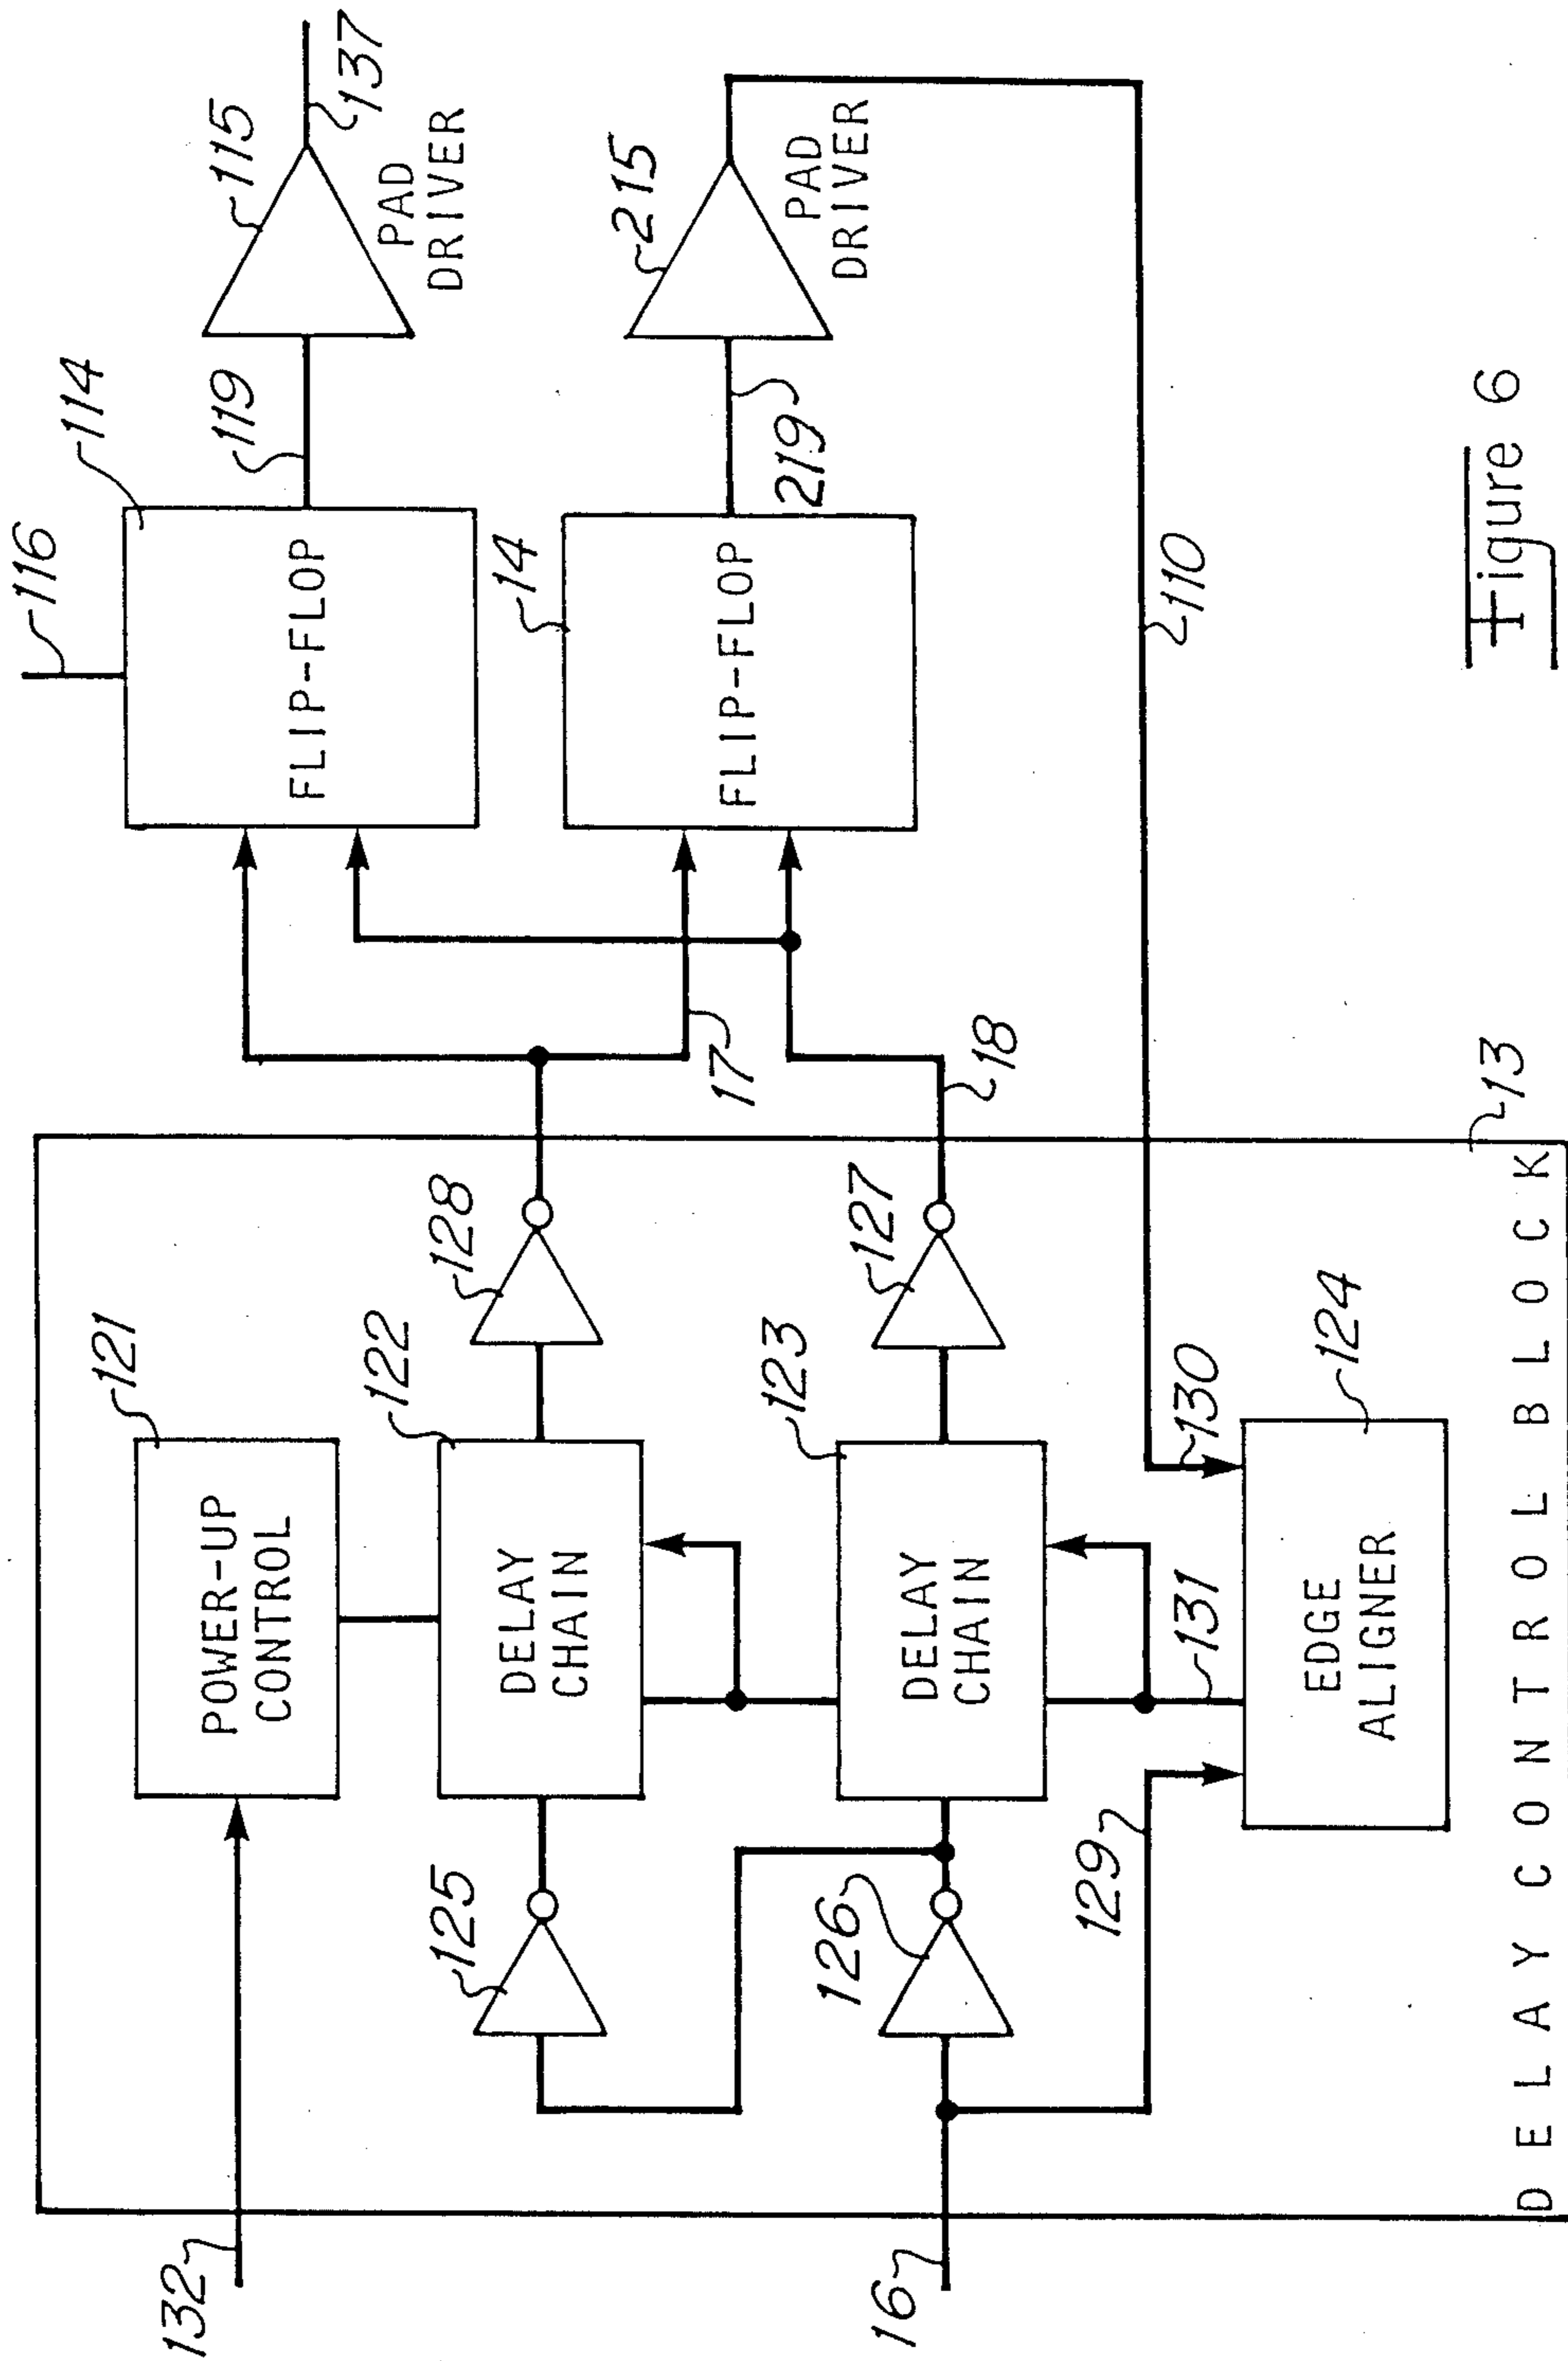 116
114
119
115
137
FLIP-FLOP
PAD
DRIVER
14
219
215
FLIP-FLOP
PAD
DRIVER
17
18
110
132
121
POWER-UP
CONTROL
125
122
128
DELAY
CHAIN
16
126
123
127
DELAY
CHAIN
129
131
130
124
EDGE
ALIGNER
DELAY CONTROL BLOCK
13
Figure 6